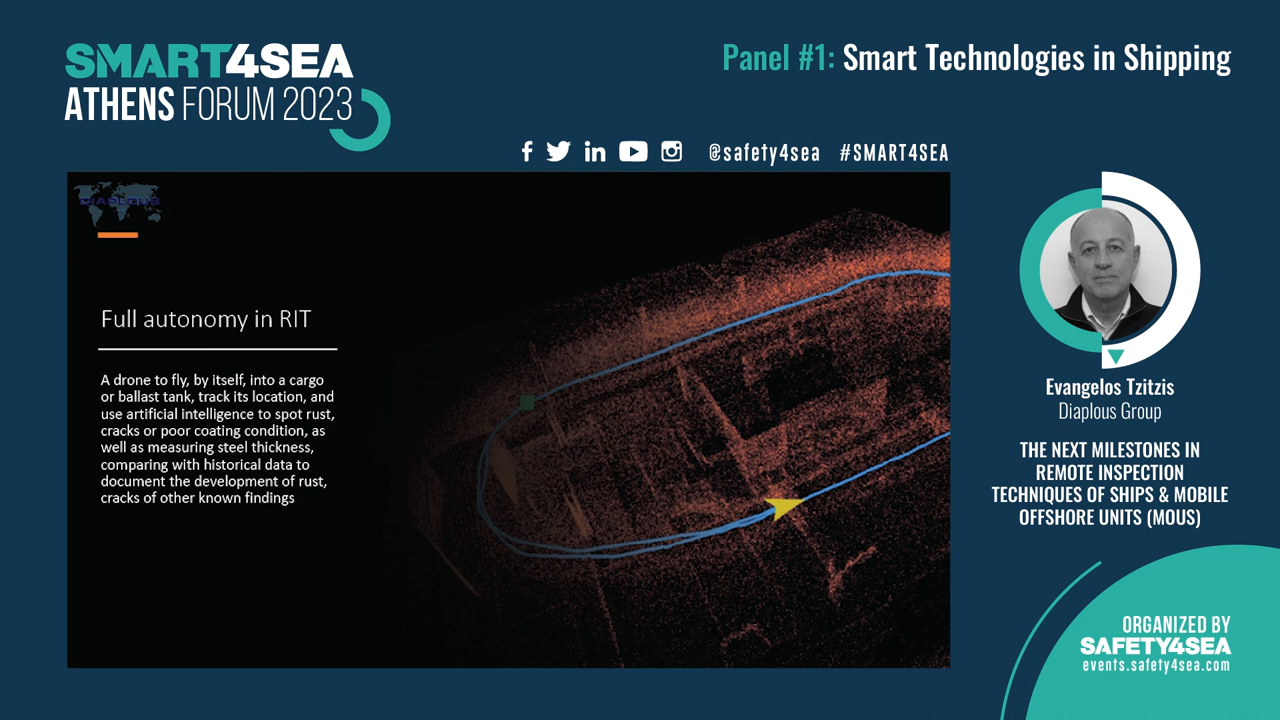 SMART4SEA
ATHENS FORUM 2023
Panel #1: Smart Technologies in Shipping
@safety4sea #SMART4SEA
DIAPLOUS
Full autonomy in RIT
A drone to fly, by itself, into a cargo
or ballast tank, track its location, and
use artificial intelligence to spot rust,
cracks or poor coating condition, as
well as measuring steel thickness,
comparing with historical data to
document the development of rust,
cracks of other known findings
Evangelos Tzitzis
Diaplous Group
THE NEXT MILESTONES IN
REMOTE INSPECTION
TECHNIQUES OF SHIPS & MOBILE
OFFSHORE UNITS (MOUS)
ORGANIZED BY
SAFETY4SEA
events.safety4sea.com